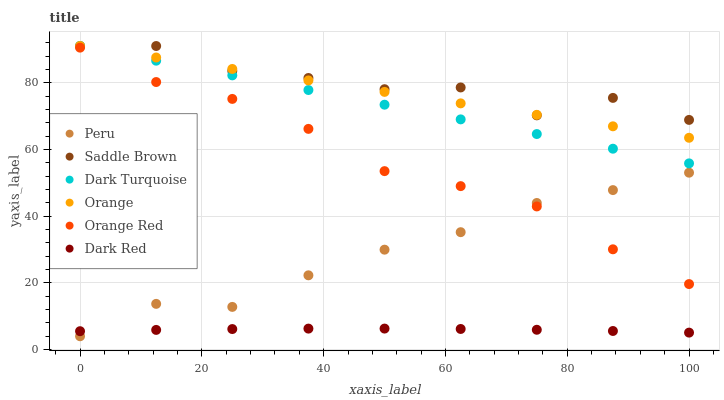 title
yaxis_label
80
60
40
20
0
Peru
Saddle Brown
Dark Turquoise
Orange
Orange Red
Dark Red
0 20 40 60 80 100
xaxis_label